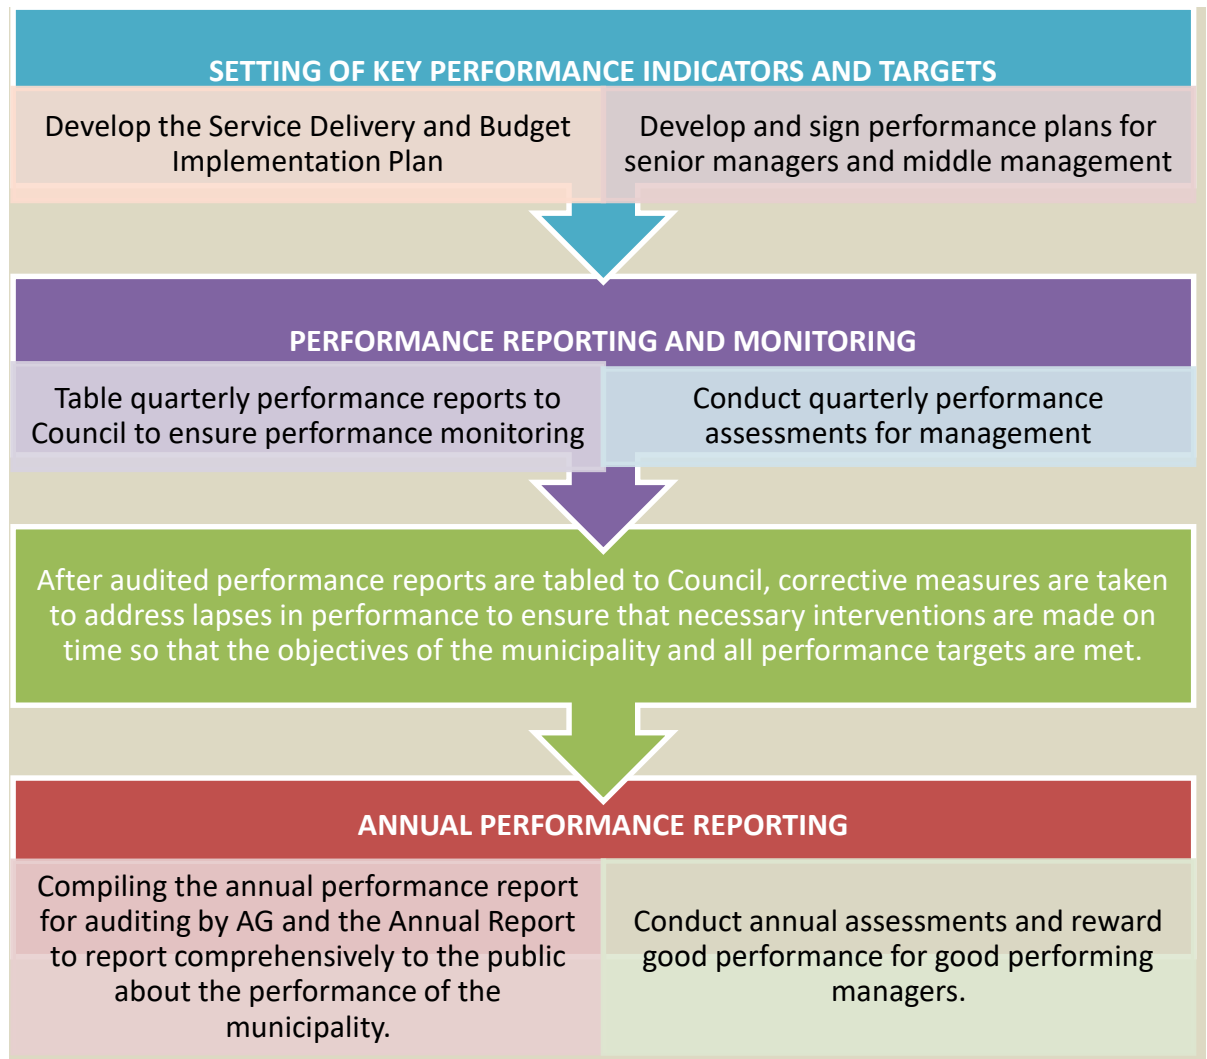 SETTING OF KEY PERFORMANCE INDICATORS AND TARGETS
Develop the Service Delivery and Budget
Implementation Plan
Develop and sign performance plans for
senior managers and middle management
PERFORMANCE REPORTING AND MONITORING
Table quarterly performance reports to
Council to ensure performance monitoring
Conduct quarterly performance
assessments for management
After audited performance reports are tabled to Council, corrective measures are taken
to address lapses in performance to ensure that necessary interventions are made on
time so that the objectives of the municipality and all performance targets are met.
ANNUAL PERFORMANCE REPORTING
Compiling the annual performance report
for auditing by AG and the Annual Report
to report comprehensively to the public
about the performance of the
municipality.
Conduct annual assessments and reward
good performance for good performing
managers.